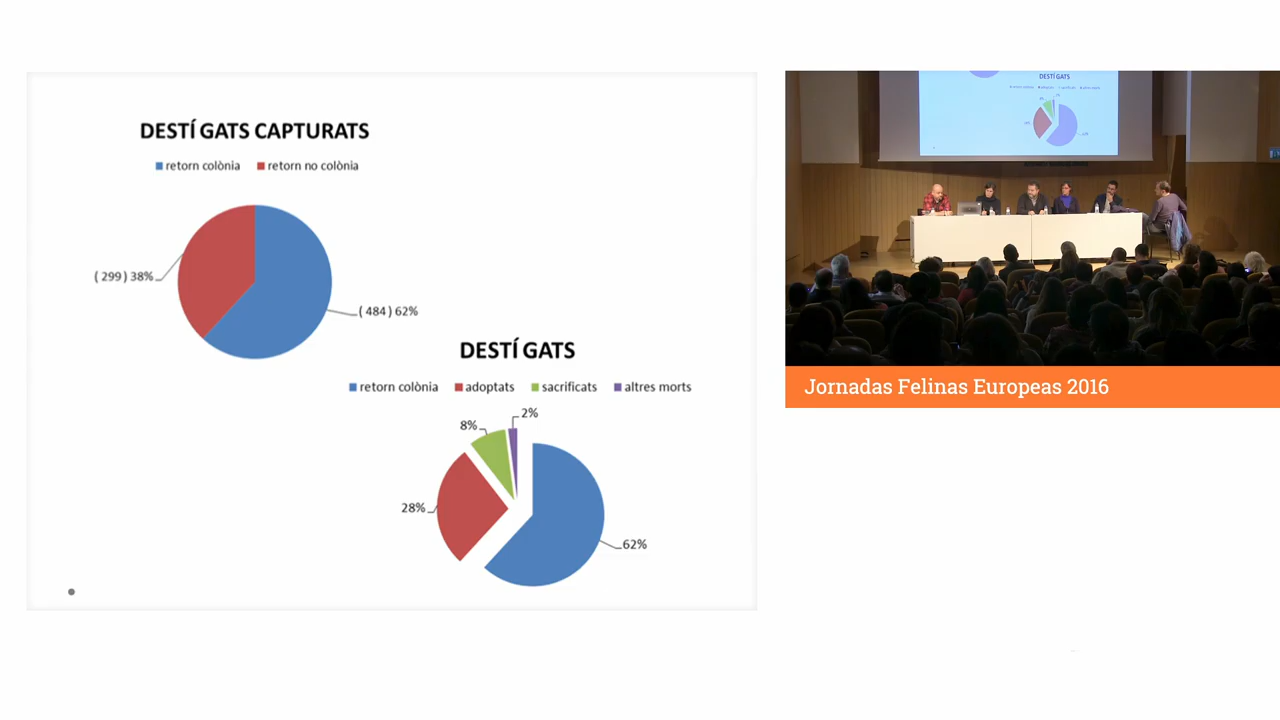 DESTÍ GATS CAPTURATS
retorn colònia retorn no colònia
( 299 ) 38%
( 484 ) 62%
DESTÍ GATS
retorn colònia adoptats sacrificats altres morts
2%
8%
28%
62%
DESTÍ GATS
Jornadas Felinas Europeas 2016